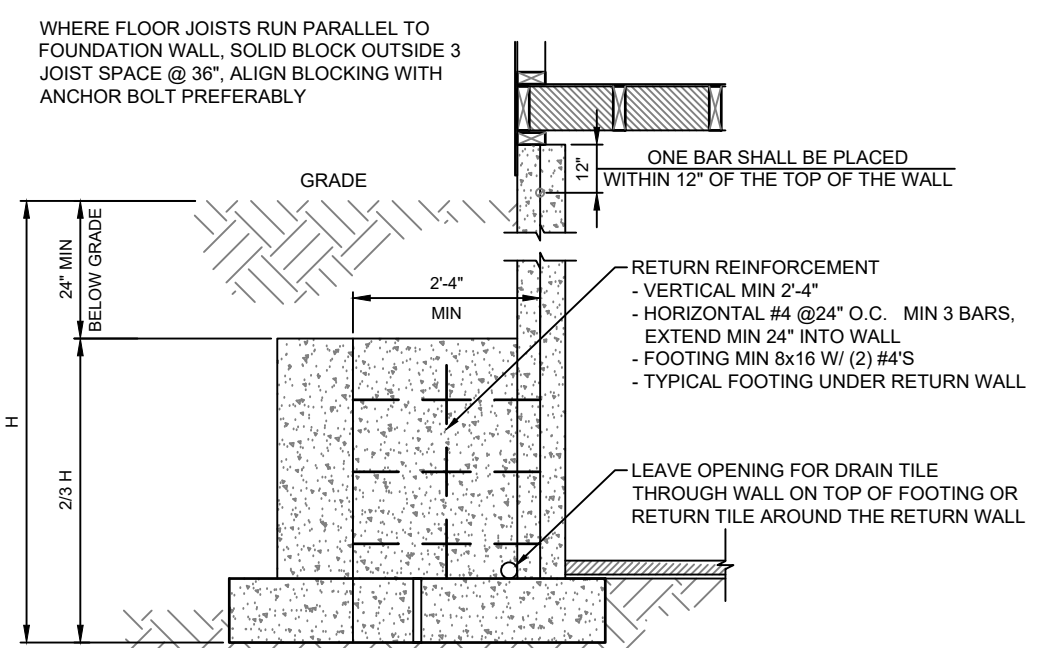 WHERE FLOOR JOISTS RUN PARALLEL TO
FOUNDATION WALL, SOLID BLOCK OUTSIDE 3
JOIST SPACE @ 36", ALIGN BLOCKING WITH
ANCHOR BOLT PREFERABLY
12"
ONE BAR SHALL BE PLACED
WITHIN 12" OF THE TOP OF THE WALL
GRADE
24" MIN
BELOW GRADE
2'-4"
MIN
RETURN REINFORCEMENT
- VERTICAL MIN 2'-4"
- HORIZONTAL #4 @24" O.C. MIN 3 BARS,
EXTEND MIN 24" INTO WALL
- FOOTING MIN 8x16 W/ (2) #4'S
- TYPICAL FOOTING UNDER RETURN WALL
H
2/3 H
LEAVE OPENING FOR DRAIN TILE
THROUGH WALL ON TOP OF FOOTING OR
RETURN TILE AROUND THE RETURN WALL